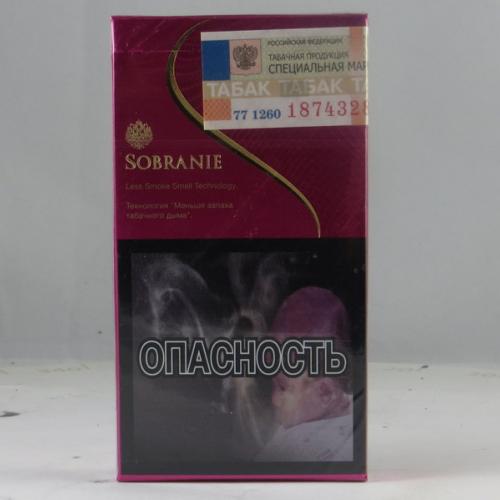 РОССИЙСКАЯ ФЕДЕРАЦИЯ
ТАБАЧНАЯ ПРОДУКЦИЯ
СПЕЦИАЛЬНАЯ МАР
ТАБАК ТАБАК ТА
77 1260 1874328
SOBRANIE
Less Smoke Smell Technology.
Технология "Меньше запаха
табачного дыма".
ОПАСНОСТЬ